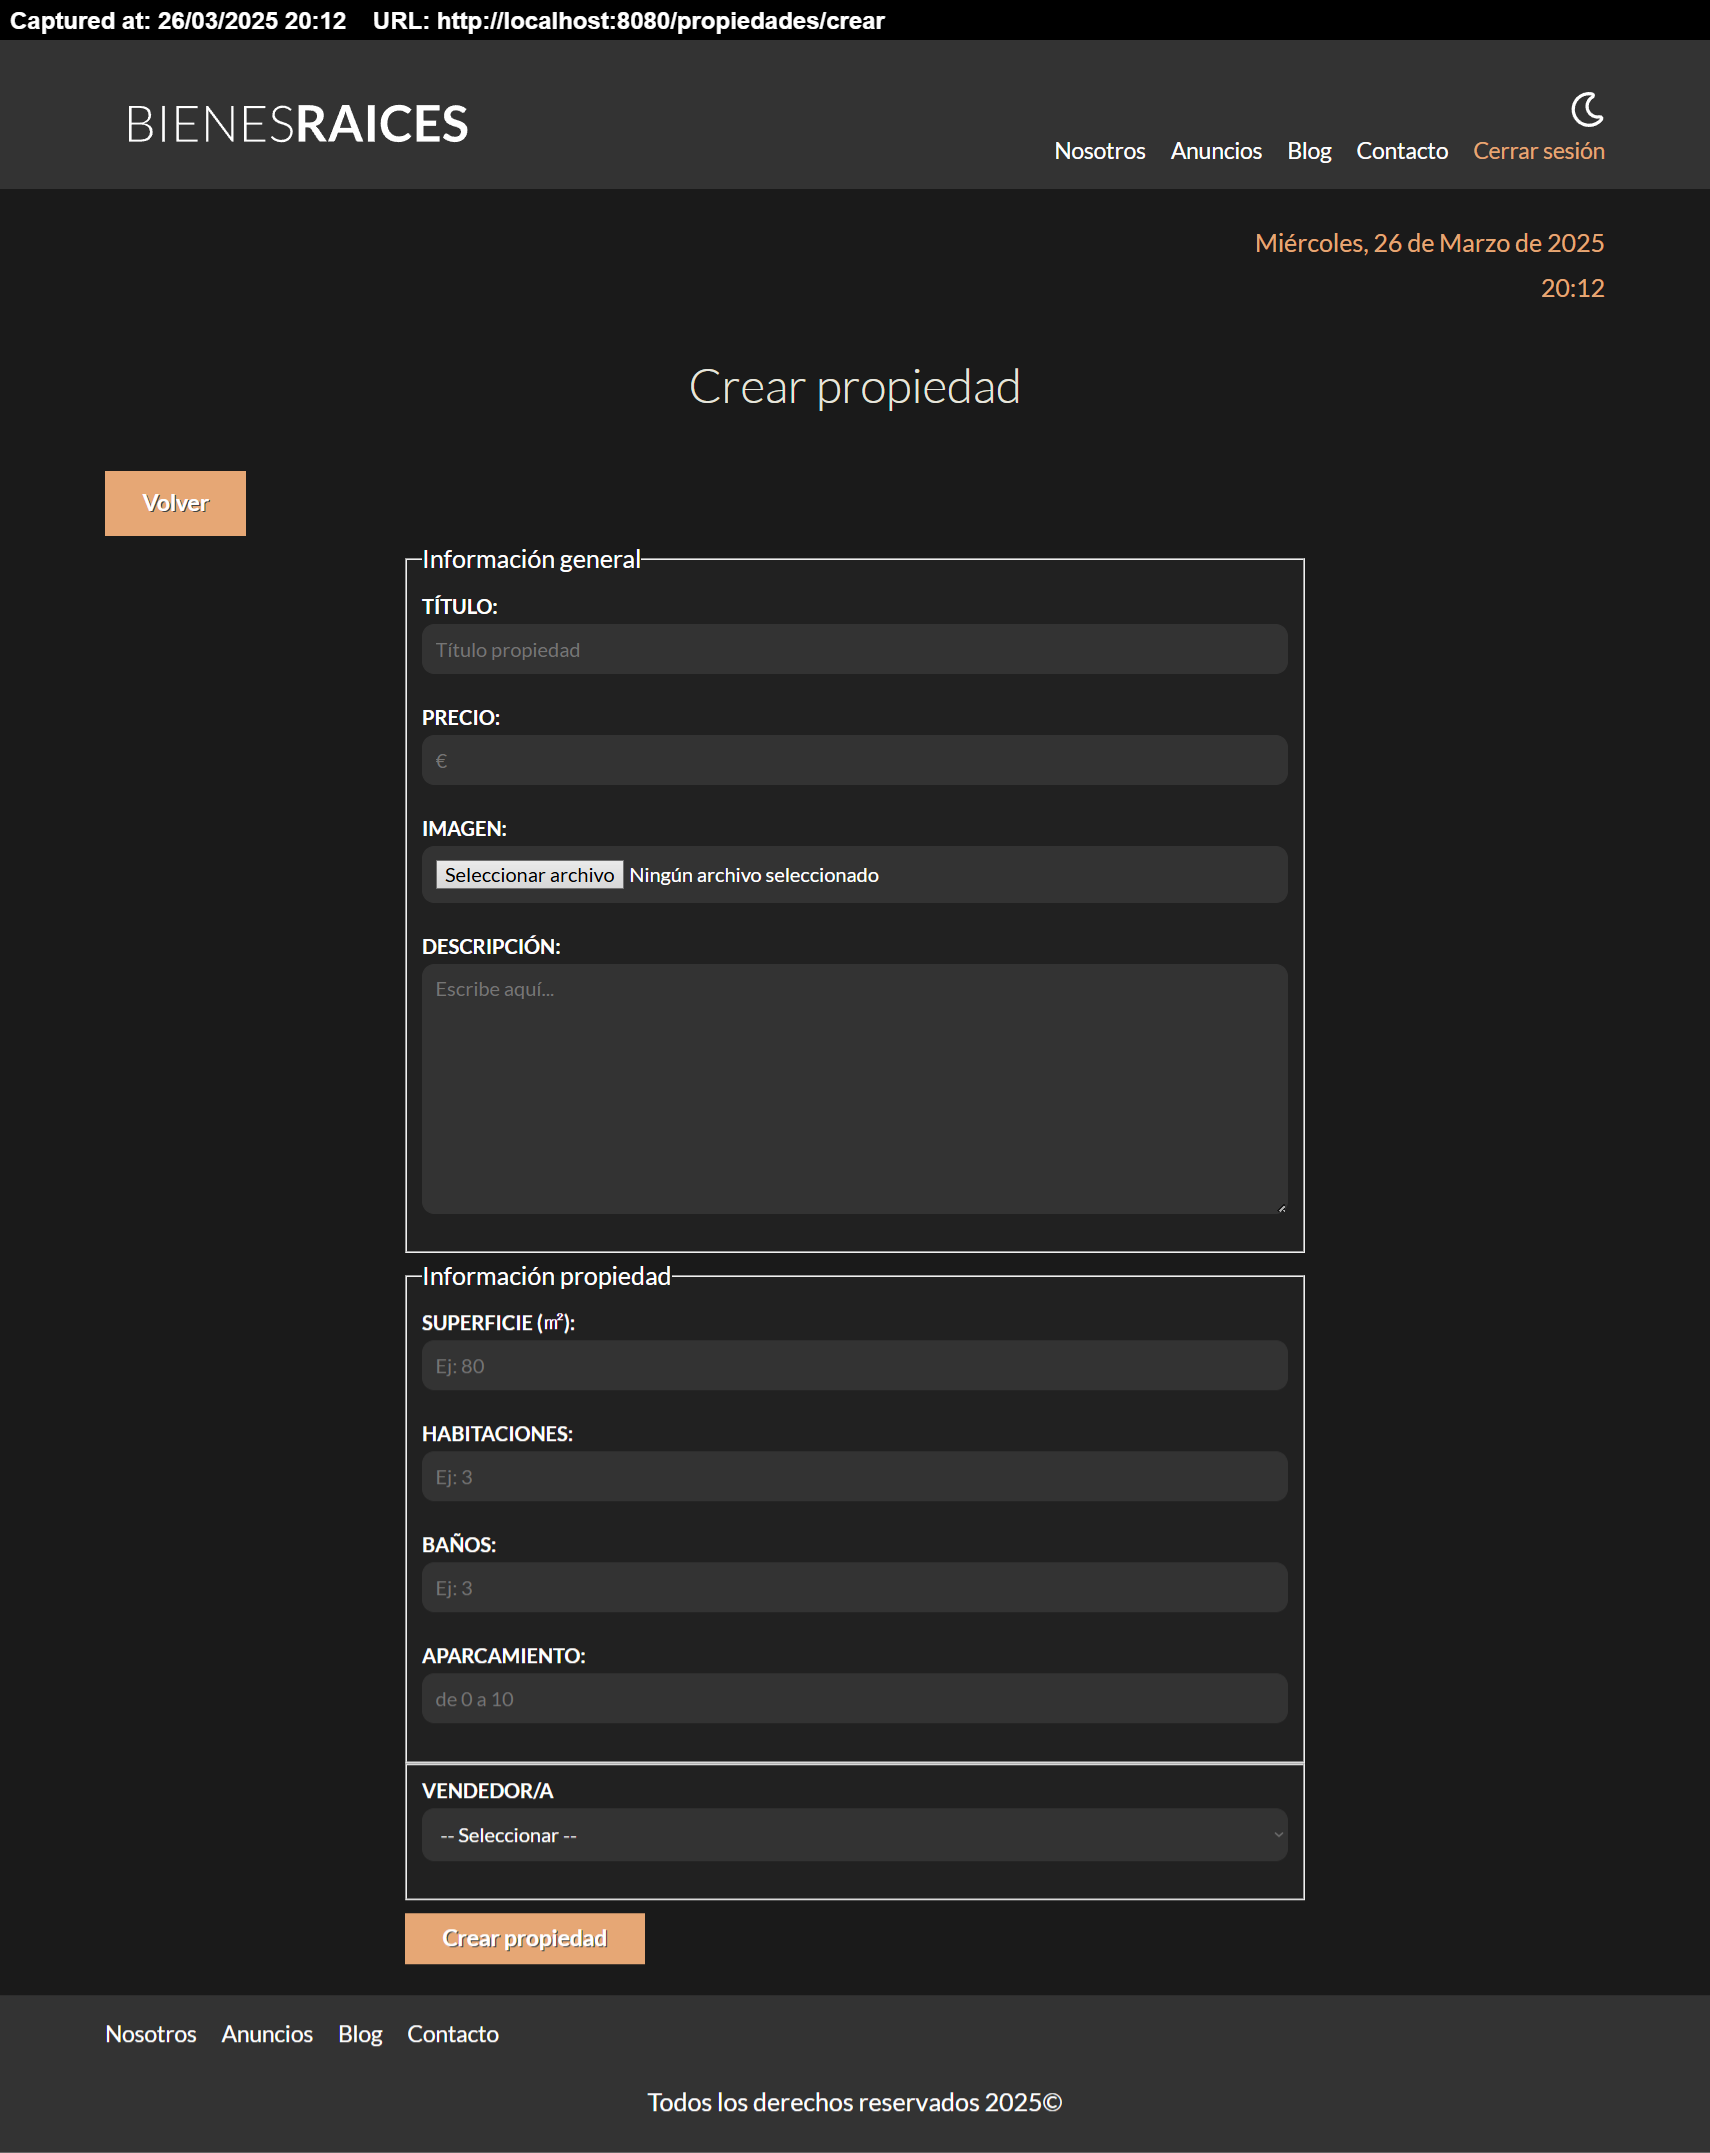 Captured at: 26/03/2025 20:12    URL: http://localhost:8080/propiedades/crear
BIENESRAICES
Nosotros Anuncios Blog Contacto Cerrar sesión
Miércoles, 26 de Marzo de 2025
20:12
Crear propiedad
Volver
Información general
TÍTULO:
Título propiedad
PRECIO:
€
IMAGEN:
Seleccionar archivo Ningún archivo seleccionado
DESCRIPCIÓN:
Escribe aquí...
Información propiedad
SUPERFICIE (㎡):
Ej: 80
HABITACIONES:
Ej: 3
BAÑOS:
Ej: 3
APARCAMIENTO:
de 0 a 10
VENDEDOR/A
-- Seleccionar --
Crear propiedad
Nosotros Anuncios Blog Contacto
Todos los derechos reservados 2025©